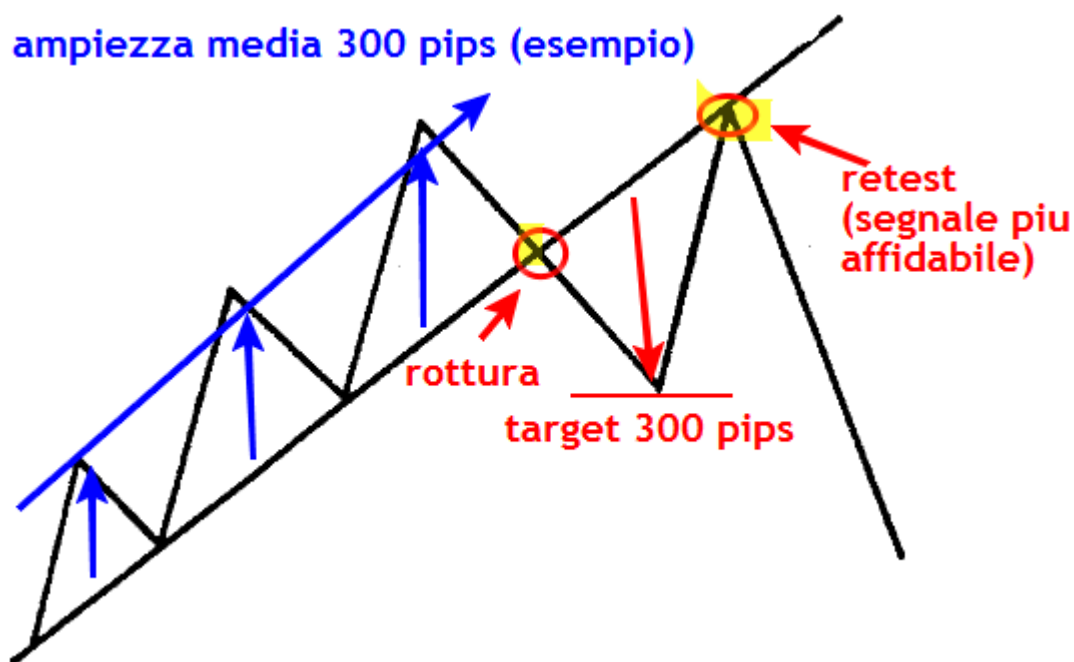 ampiezza media 300 pips (esempio)
retest
(segnale piu
affidabile)
rottura
target 300 pips